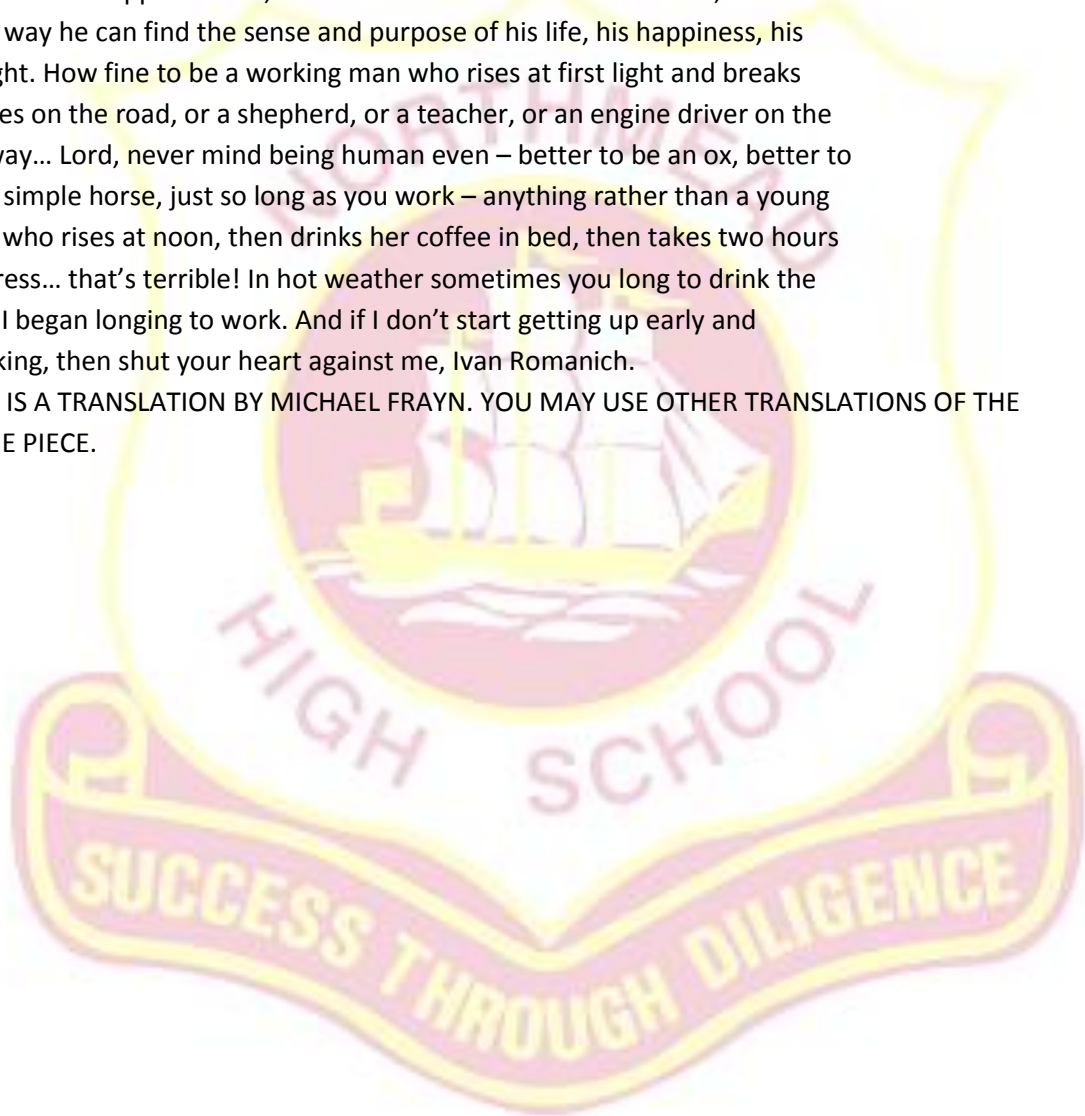 way he can find the sense and purpose of his life, his happiness, his
ght. How fine to be a working man who rises at first light and breaks
es on the road, or a shepherd, or a teacher, or an engine driver on the
way… Lord, never mind being human even – better to be an ox, better to
simple horse, just so long as you work – anything rather than a young
who rises at noon, then drinks her coffee in bed, then takes two hours
ress… that’s terrible! In hot weather sometimes you long to drink the
I began longing to work. And if I don’t start getting up early and
king, then shut your heart against me, Ivan Romanich.
IS A TRANSLATION BY MICHAEL FRAYN. YOU MAY USE OTHER TRANSLATIONS OF THE
E PIECE.
NORTHMEAD
HIGH SCHOOL
SUCCESS THROUGH DILIGENCE